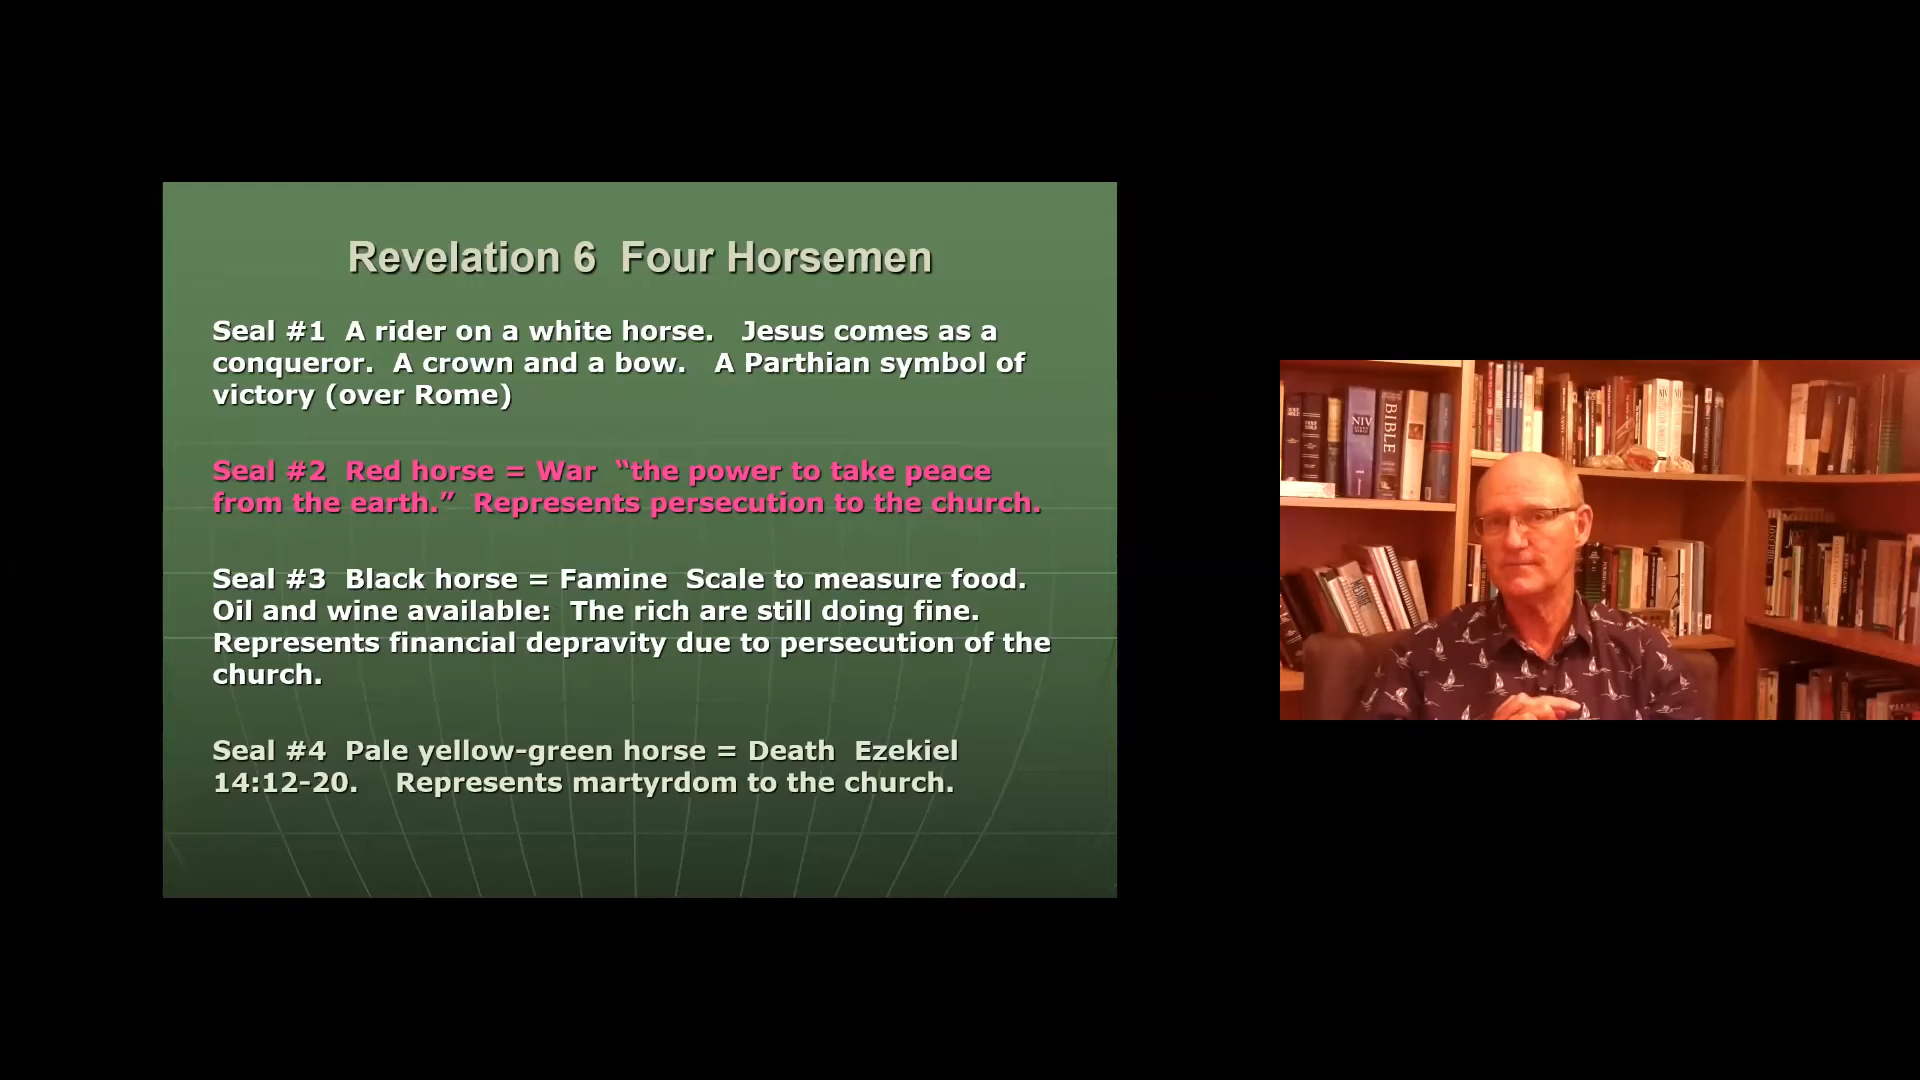 Revelation 6  Four Horsemen
Seal #1  A rider on a white horse.   Jesus comes as a
conqueror.  A crown and a bow.   A Parthian symbol of
victory (over Rome)
Seal #2  Red horse = War  “the power to take peace
from the earth.”  Represents persecution to the church.
Seal #3  Black horse = Famine  Scale to measure food.
Oil and wine available:  The rich are still doing fine.
Represents financial depravity due to persecution of the
church.
Seal #4  Pale yellow-green horse = Death  Ezekiel
14:12-20.    Represents martyrdom to the church.
NIV
BIBLE